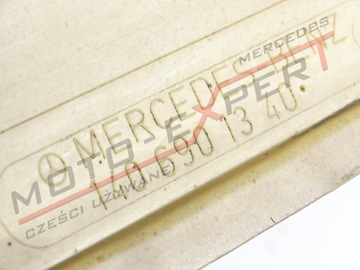 MERCEDES-BENZ
140 690 13 40
MERCEDES
MOTO-EXPERT
CZĘŚCI UŻYWANE